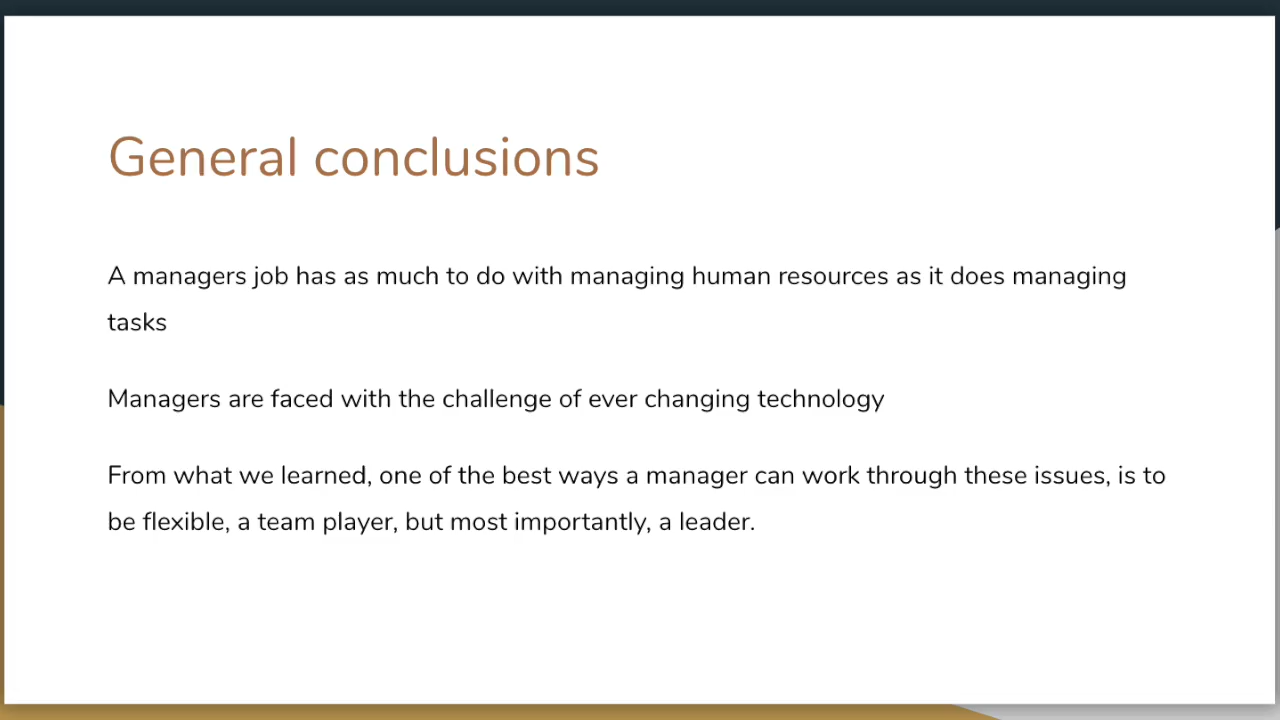 General conclusions
A managers job has as much to do with managing human resources as it does managing
tasks
Managers are faced with the challenge of ever changing technology
From what we learned, one of the best ways a manager can work through these issues, is to
be flexible, a team player, but most importantly, a leader.